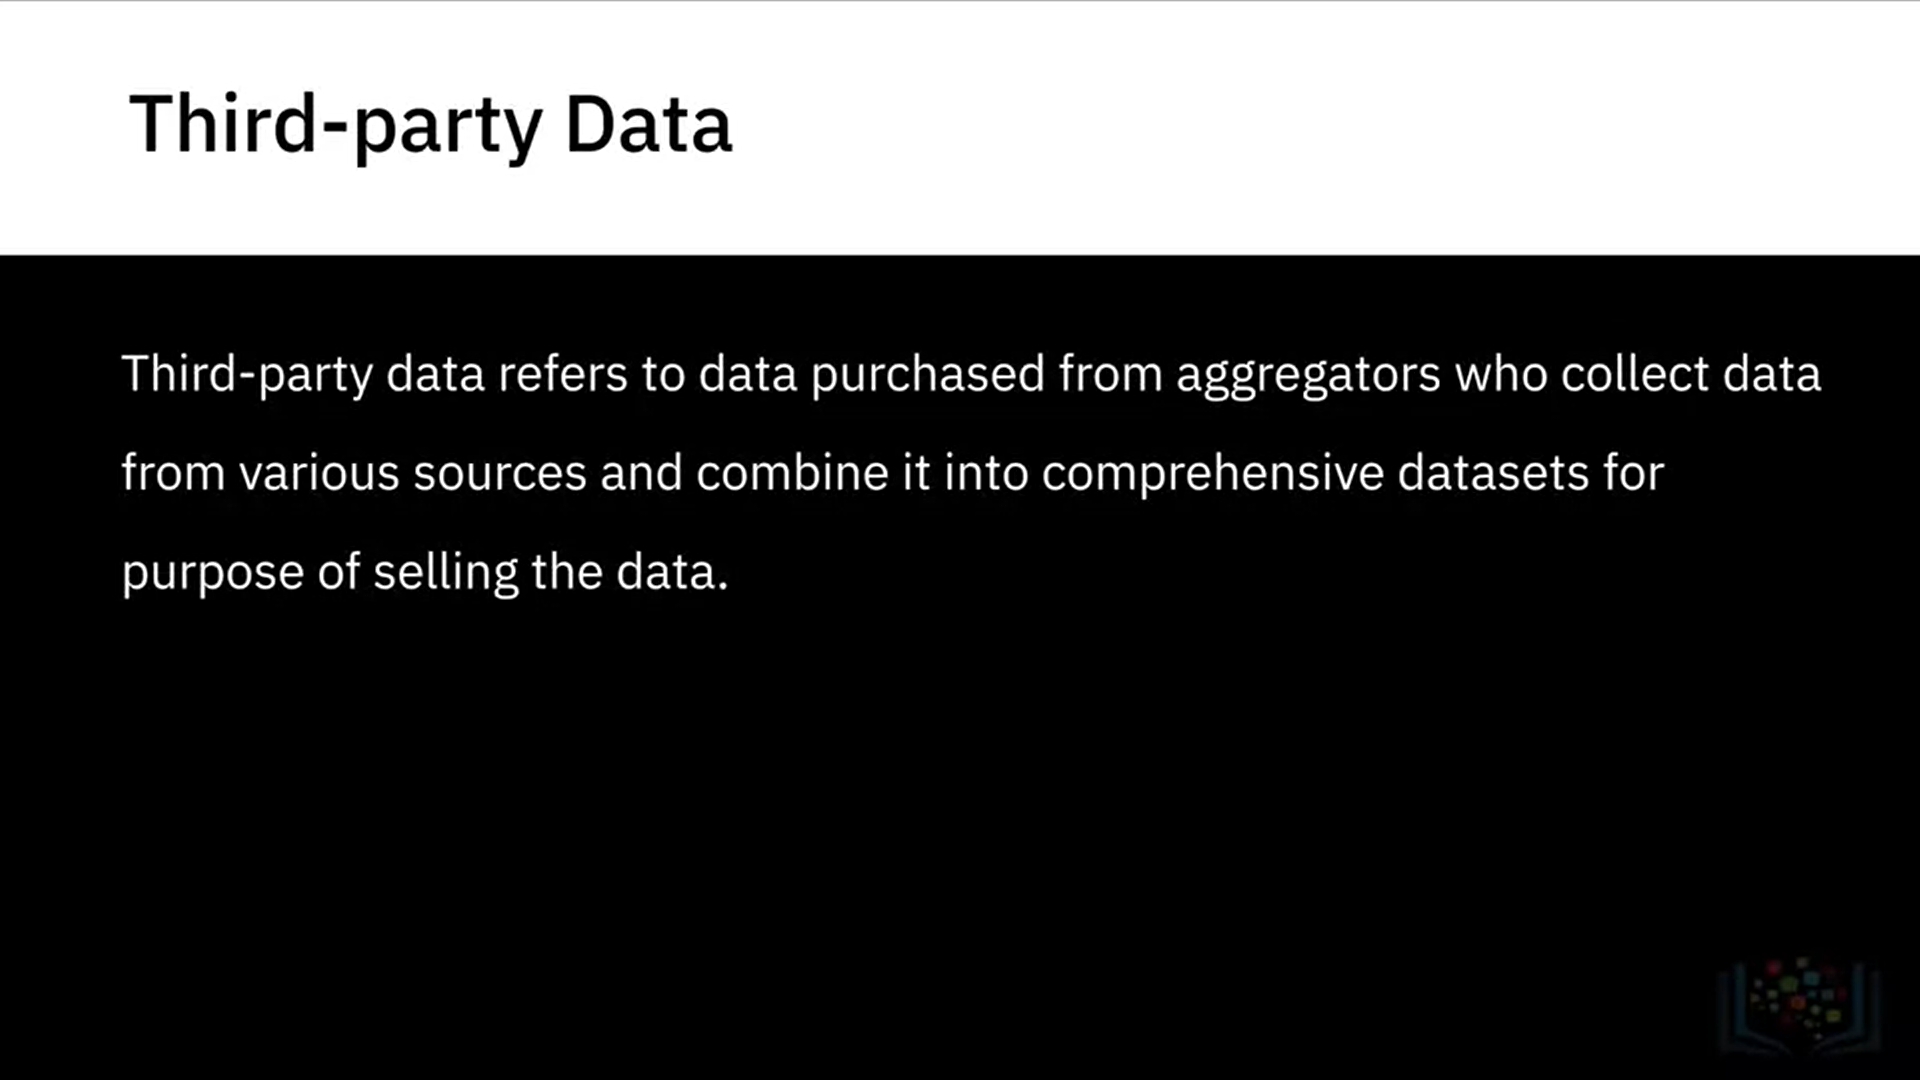 Third-party Data
Third-party data refers to data purchased from aggregators who collect data
from various sources and combine it into comprehensive datasets for
purpose of selling the data.